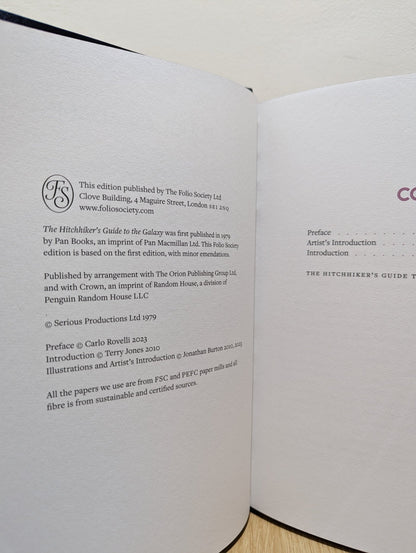 FS
This edition published by The Folio Society Ltd
Clove Building, 4 Maguire Street, London SE1 2NQ
www.foliosociety.com
The Hitchhiker's Guide to the Galaxy was first published in 1979
by Pan Books, an imprint of Pan Macmillan Ltd. This Folio Society
edition is based on the first edition, with minor emendations.
Published by arrangement with The Orion Publishing Group Ltd,
and with Crown, an imprint of Random House, a division of
Penguin Random House LLC
© Serious Productions Ltd 1979
Preface © Carlo Rovelli 2023
Introduction © Terry Jones 2010
Illustrations and Artist's Introduction © Jonathan Burton 2010, 2023
All the papers we use are from FSC and PEFC paper mills and all
fibre is from sustainable and certified sources.
CO
Preface . . . . . . . . .
Artist's Introduction . . . .
Introduction . . . . . . .
THE HITCHHIKER'S GUIDE T